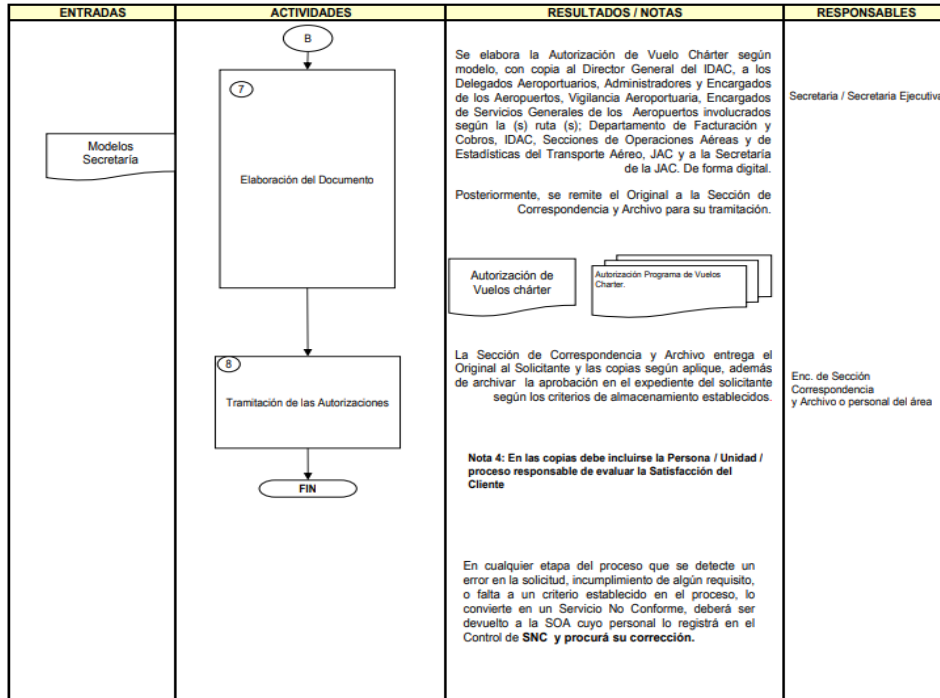 ENTRADAS
ACTIVIDADES
RESULTADOS / NOTAS
RESPONSABLES
B
7
Modelos
Secretaría
Elaboración del Documento
Se elabora la Autorización de Vuelo Chárter según
modelo, con copia al Director General del IDAC, a los
Delegados Aeroportuarios, Administradores y Encargados
de los Aeropuertos, Vigilancia Aeroportuaria, Encargados
de Servicios Generales de los Aeropuertos involucrados
según la (s) ruta (s); Departamento de Facturación y
Cobros, IDAC, Secciones de Operaciones Aéreas y de
Estadísticas del Transporte Aéreo, JAC y a la Secretaría
de la JAC. De forma digital.
Posteriormente, se remite el Original a la Sección de
Correspondencia y Archivo para su tramitación.
Secretaria / Secretaria Ejecutiva
Autorización de
Vuelos chárter
Autorización Programa de Vuelos
Charter.
8
Tramitación de las Autorizaciones
La Sección de Correspondencia y Archivo entrega el
Original al Solicitante y las copias según aplique, además
de archivar la aprobación en el expediente del solicitante
según los criterios de almacenamiento establecidos.
Enc. de Sección
Correspondencia
y Archivo o personal del área
FIN
Nota 4: En las copias debe incluirse la Persona / Unidad /
proceso responsable de evaluar la Satisfacción del
Cliente
En cualquier etapa del proceso que se detecte un
error en la solicitud, incumplimiento de algún requisito,
o falta a un criterio establecido en el proceso, lo
convierte en un Servicio No Conforme, deberá ser
devuelto a la SOA cuyo personal lo registrá en el
Control de SNC y procurá su corrección.